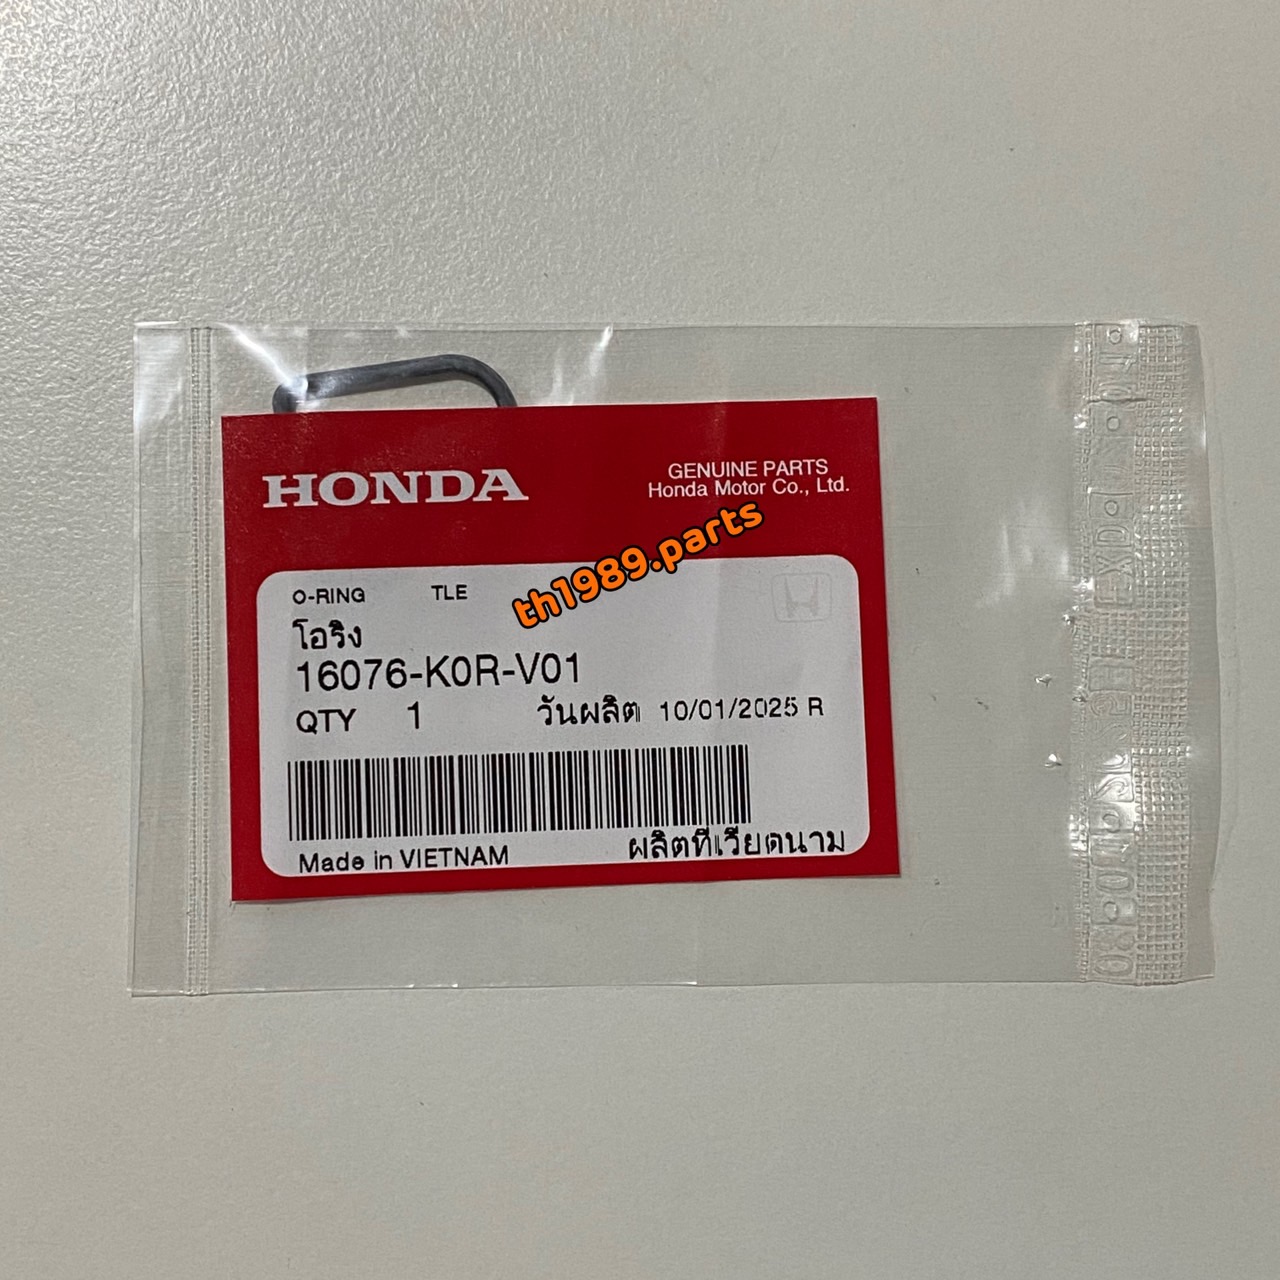 HONDA
GENUINE PARTS
Honda Motor Co., Ltd.
th1989.parts
O-RING TLE
โอริง
16076-K0R-V01
QTY 1 วันผลิต 10/01/2025 R
Made in VIETNAM
ผลิตที่เวียดนาม